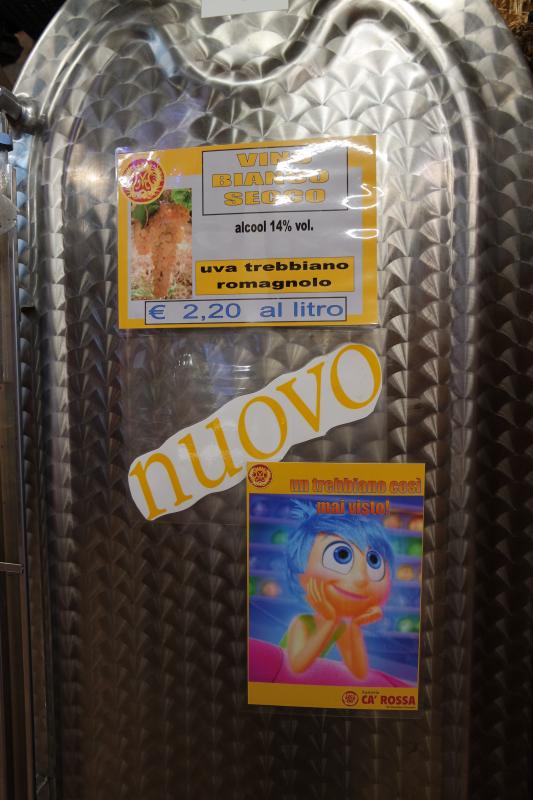 VINO
BIANCO
SECCO
alcool 14% vol.
uva trebbiano
romagnolo
€ 2,20 al litro
nuovo
un trebbiano così
mai visto!
CA' ROSSA